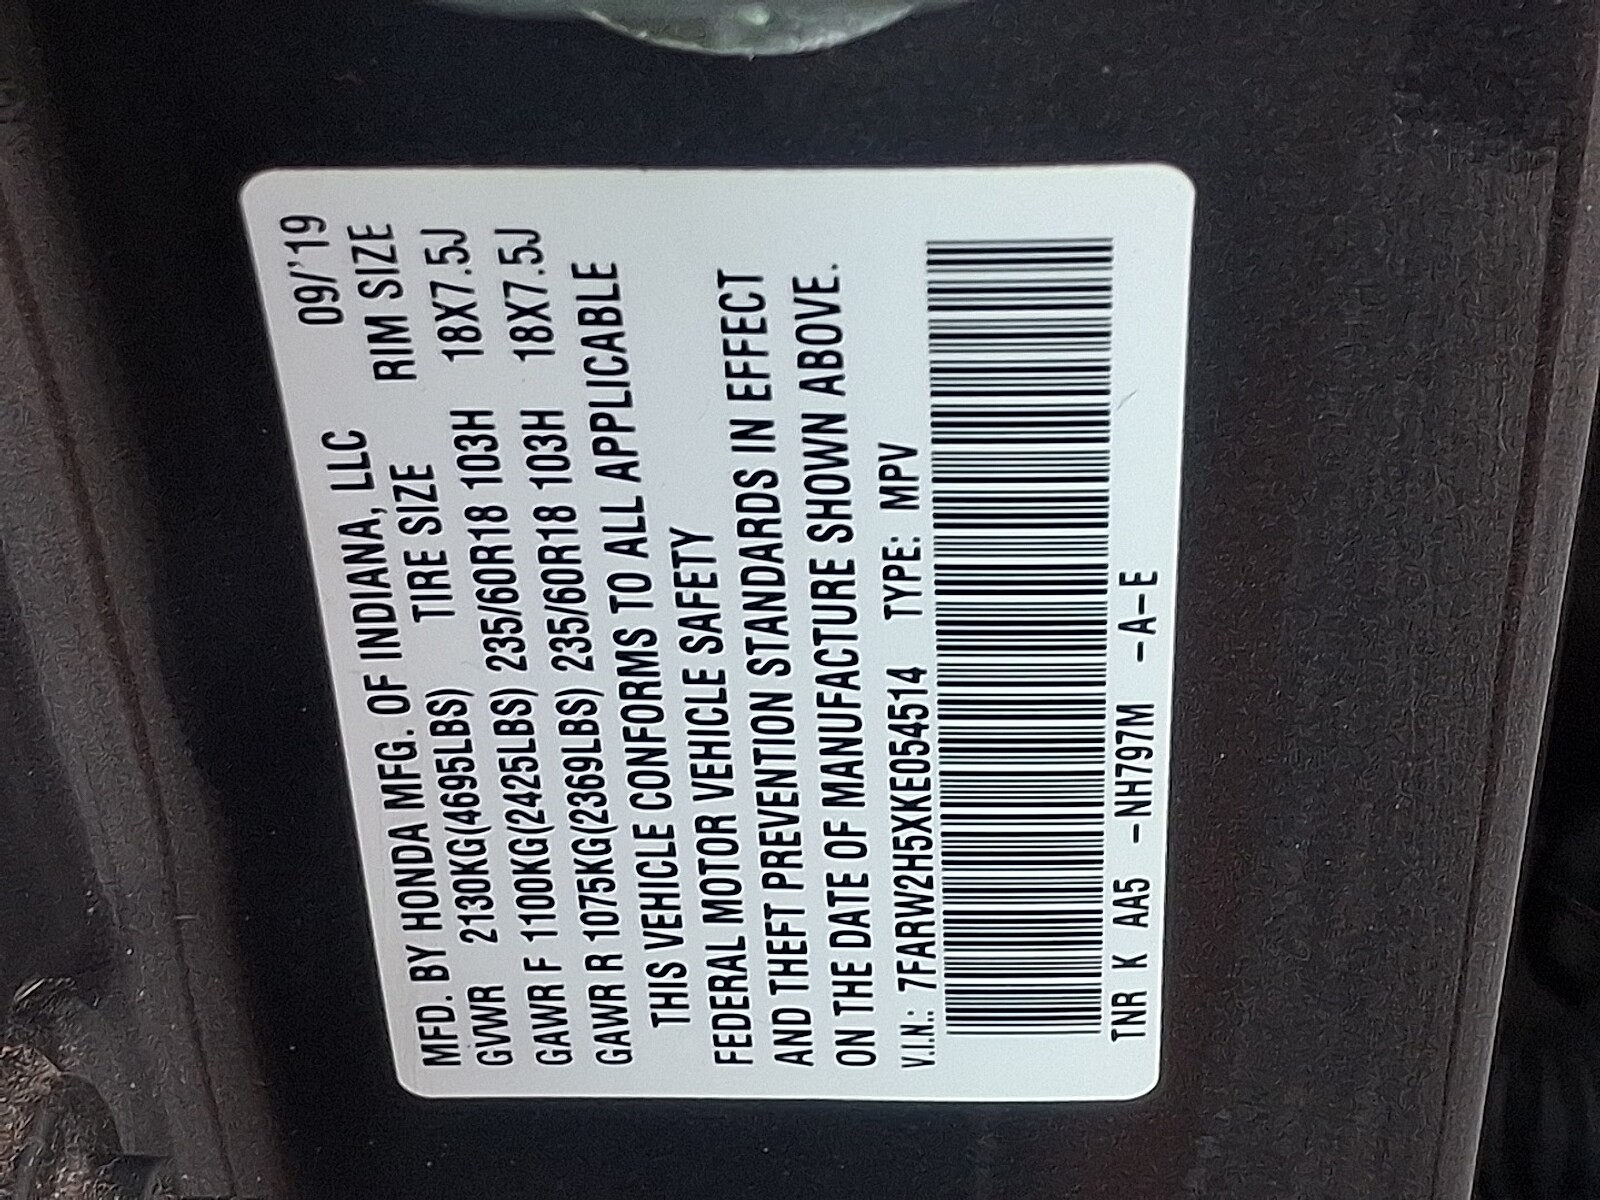 MFD. BY HONDA MFG. OF INDIANA, LLC 09/'19
GVWR 2130KG(4695LBS) TIRE SIZE RIM SIZE
GAWR F 1100KG(2425LBS) 235/60R18 103H 18X7.5J
GAWR R 1075KG(2369LBS) 235/60R18 103H 18X7.5J
THIS VEHICLE CONFORMS TO ALL APPLICABLE
FEDERAL MOTOR VEHICLE SAFETY
AND THEFT PREVENTION STANDARDS IN EFFECT
ON THE DATE OF MANUFACTURE SHOWN ABOVE.
V.I.N.: 7FARW2H5XKE054514 TYPE: MPV
TNR K AA5 -NH797M -A-E